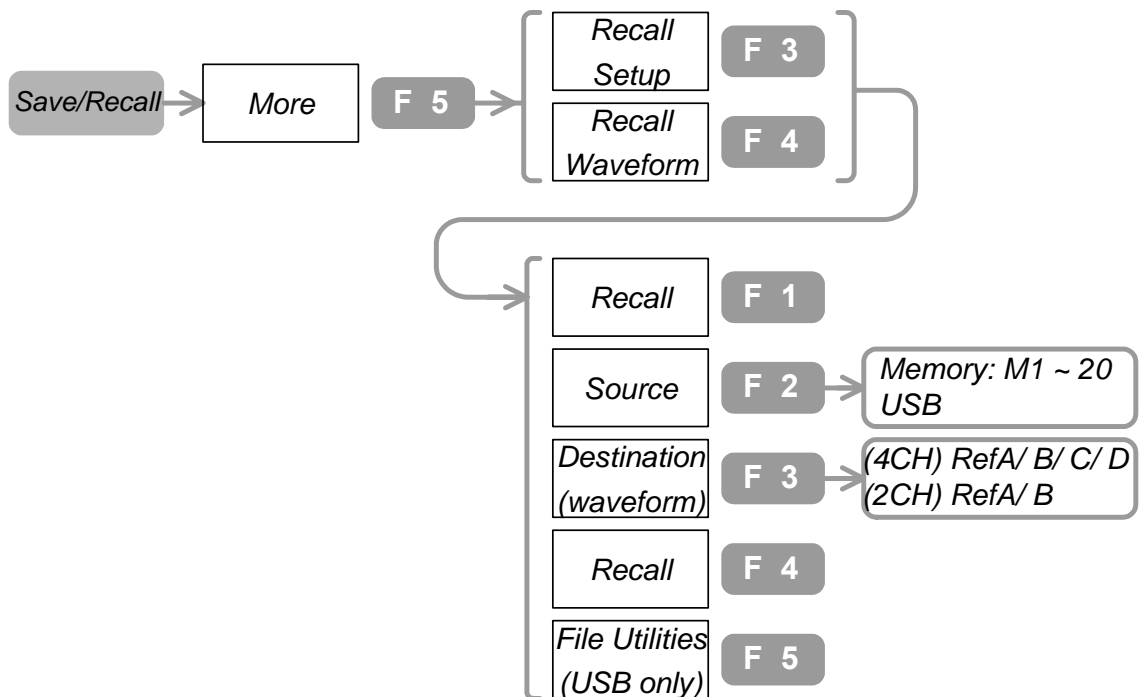 Recall
Setup
F 3
Save/Recall
More
F 5
Recall
Waveform
F 4
Recall
F 1
Source
F 2
Memory: M1 ~ 20
USB
Destination
(waveform)
F 3
(4CH) RefA/ B/ C/ D
(2CH) RefA/ B
Recall
F 4
File Utilities
(USB only)
F 5